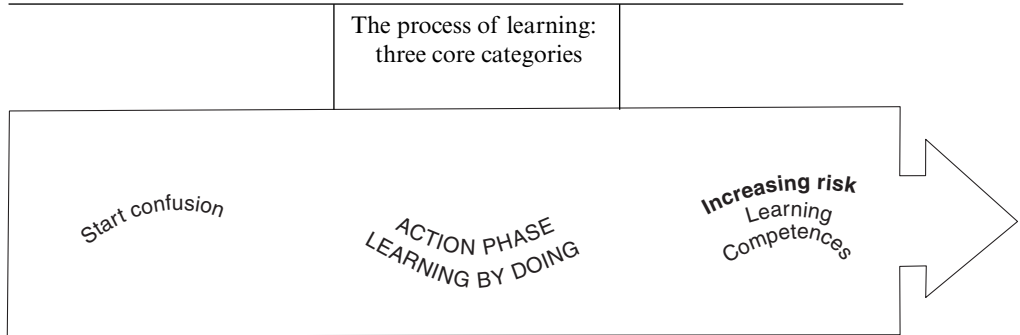 The process of learning:
three core categories
Start confusion
ACTION PHASE
LEARNING BY DOING
Increasing risk
Learning
Competences